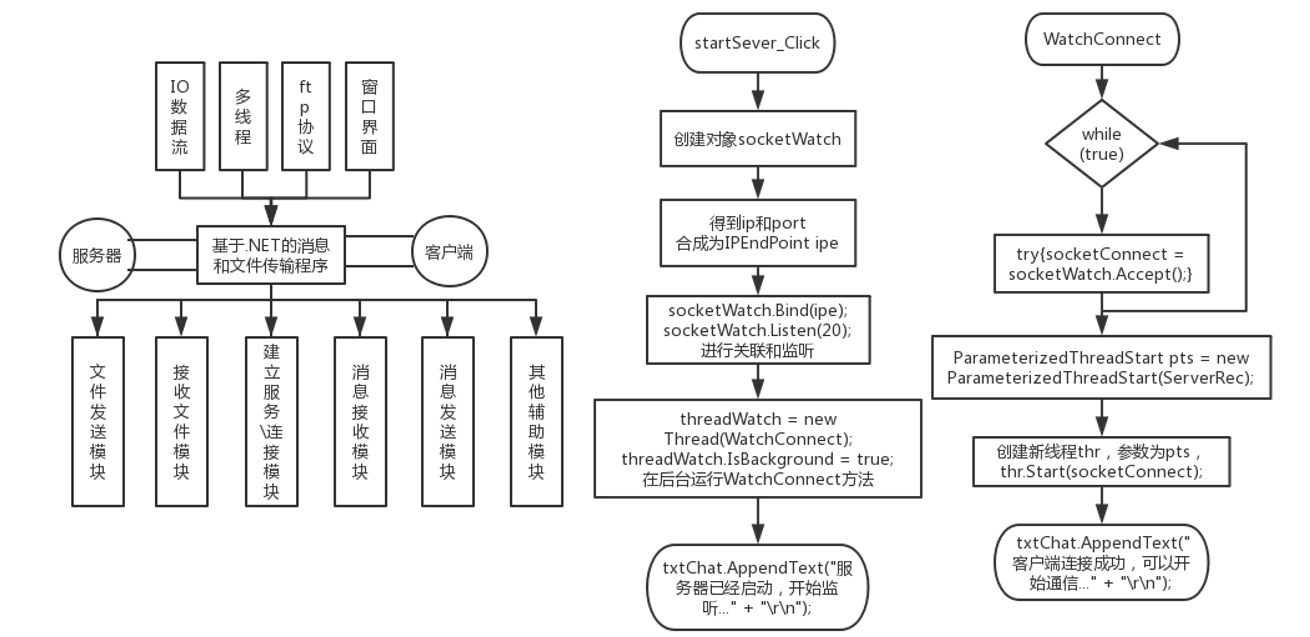 IO
数
据
流
多
线
程
ft
p
协
议
窗
口
界
面
服务器
基于.NET的消息
和文件传输程序
客户端
文
件
发
送
模
块
接
收
文
件
模
块
建
立
服
务
\连
接
模
块
消
息
接
收
模
块
消
息
发
送
模
块
其
他
辅
助
模
块
startSever_Click
创建对象socketWatch
得到ip和port
合成为IPEndPoint ipe
socketWatch.Bind(ipe);
socketWatch.Listen(20);
进行关联和监听
threadWatch = new
Thread(WatchConnect);
threadWatch.IsBackground = true;
在后台运行WatchConnect方法
txtChat.AppendText("服
务器已经启动，开始监
听..." + "\r\n");
WatchConnect
while
(true)
try{socketConnect =
socketWatch.Accept();}
ParameterizedThreadStart pts = new
ParameterizedThreadStart(ServerRec);
创建新线程thr，参数为pts，
thr.Start(socketConnect);
txtChat.AppendText("
客户端连接成功，可以开
始通信..." + "\r\n");